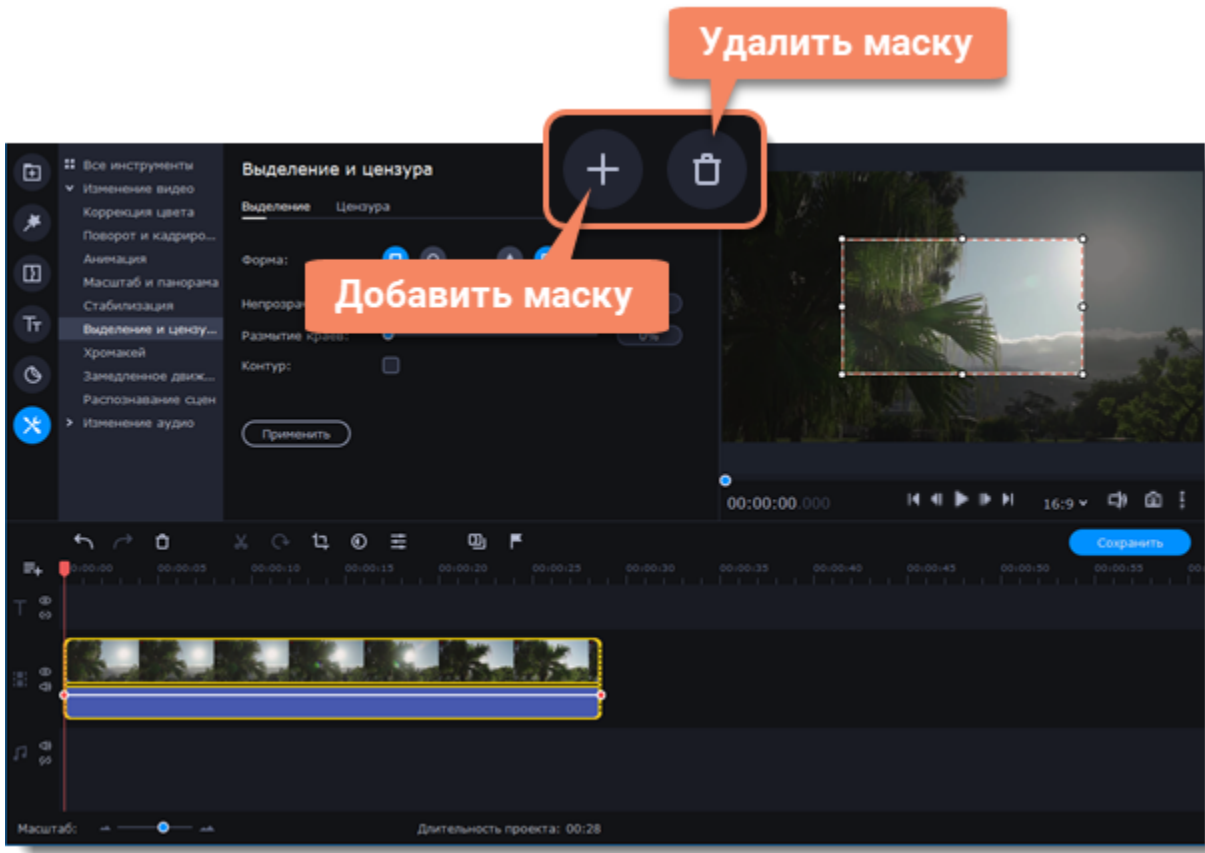 Удалить маску
Все инструменты
Изменение видео
Коррекция цвета
Поворот и кадриро...
Анимация
Масштаб и панорама
Стабилизация
Выделение и цензу...
Хромакей
Замедленное движ...
Распознавание сцен
Изменение аудио
Выделение и цензура
Выделение Цензура
Форма:
Добавить маску
Размытие
0%
Контур:
Применить
00:00:00.000
16:9
Сохранить
00:00:05 00:00:10 00:00:15 00:00:20 00:00:25 00:00:30 00:00:35 00:00:40 00:00:45 00:00:50 00:00:55
Масштаб:
Длительность проекта: 00:28